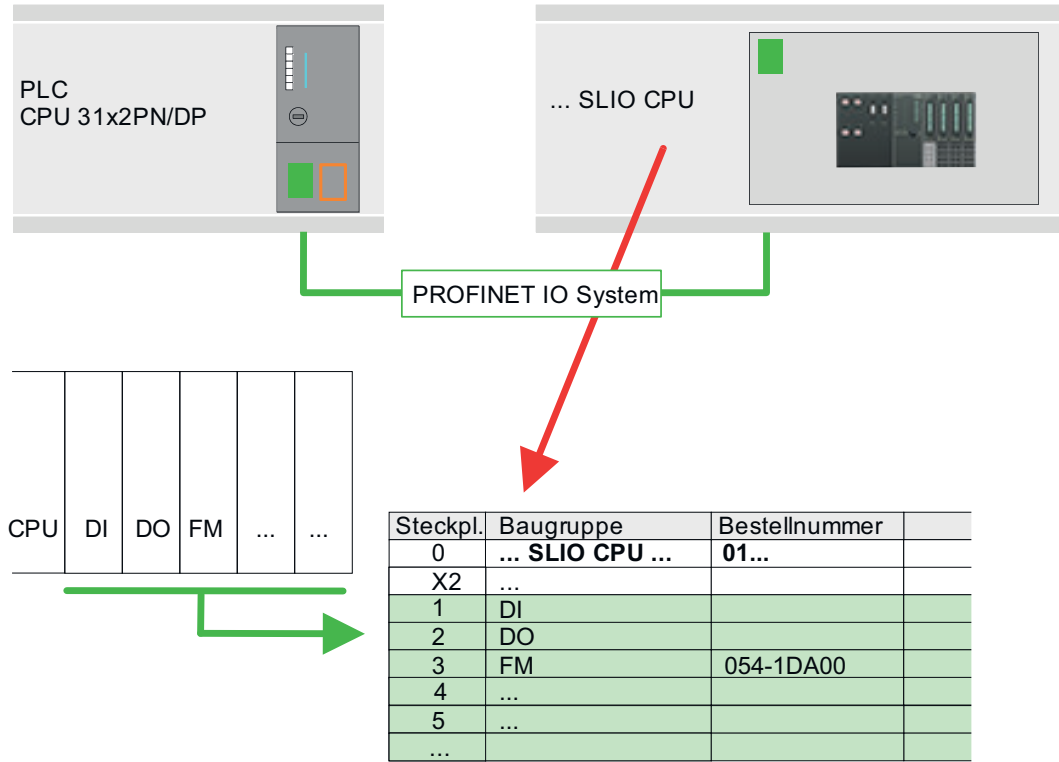 PLC
CPU 31x2PN/DP
... SLIO CPU
PROFINET IO System
CPU DI DO FM ... ...
Steckpl. Baugruppe Bestellnummer
0 ... SLIO CPU ... 01...
X2 ...
1 DI
2 DO
3 FM 054-1DA00
4 ...
5 ...
...